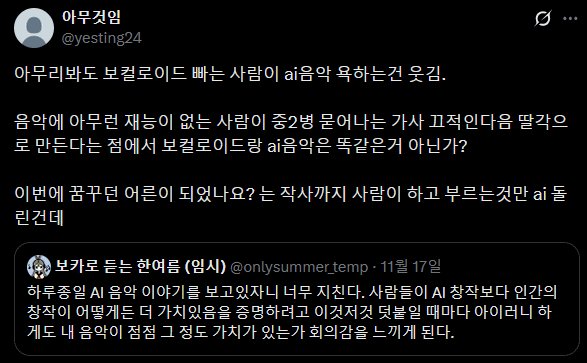 아무것임
@yesting24
아무리봐도 보컬로이드 빠는 사람이 ai음악 욕하는건 웃김.
음악에 아무런 재능이 없는 사람이 중2병 묻어나는 가사 끄적인다음 딸각으
로 만든다는 점에서 보컬로이드랑 ai음악은 똑같은거 아닌가?
이번에 꿈꾸던 어른이 되었나요? 는 작사까지 사람이 하고 부르는것만 ai 돌
린건데
보카로 듣는 한여름 (임시) @onlysummer_temp · 11월 17일
하루종일 AI 음악 이야기를 보고있자니 너무 지친다. 사람들이 AI 창작보다 인간의
창작이 어떻게든 더 가치있음을 증명하려고 이것저것 덧붙일 때마다 아이러니 하
게도 내 음악이 점점 그 정도 가치가 있는가 회의감을 느끼게 된다.